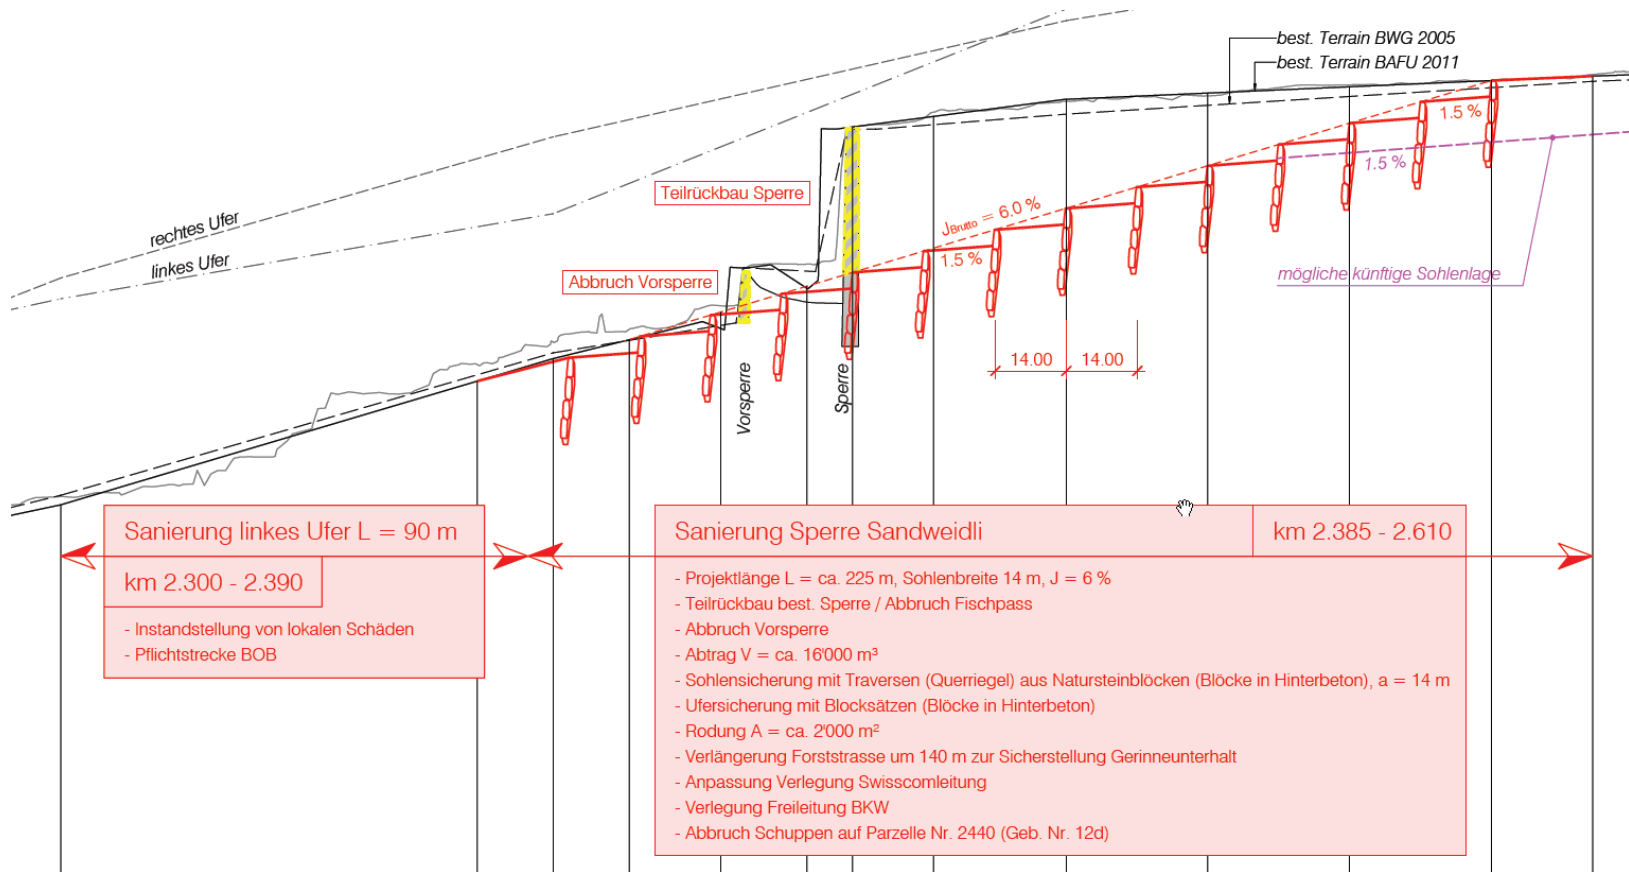 best. Terrain BWG 2005
best. Terrain BAFU 2011
1.5 %
1.5 %
Teilrückbau Sperre
rechtes Ufer
JBrutto = 6.0 %
linkes Ufer
1.5 %
Abbruch Vorsperre
mögliche künftige Sohlenlage
14.00
14.00
Vorsperre
Sperre
Sanierung linkes Ufer L = 90 m
km 2.300 - 2.390
- Instandstellung von lokalen Schäden
- Pflichtstrecke BOB
Sanierung Sperre Sandweidli
km 2.385 - 2.610
- Projektlänge L = ca. 225 m, Sohlenbreite 14 m, J = 6 %
- Teilrückbau best. Sperre / Abbruch Fischpass
- Abbruch Vorsperre
- Abtrag V = ca. 16'000 m³
- Sohlensicherung mit Traversen (Querriegel) aus Natursteinblöcken (Blöcke in Hinterbeton), a = 14 m
- Ufersicherung mit Blocksätzen (Blöcke in Hinterbeton)
- Rodung A = ca. 2'000 m²
- Verlängerung Forststrasse um 140 m zur Sicherstellung Gerinneunterhalt
- Anpassung Verlegung Swisscomleitung
- Verlegung Freileitung BKW
- Abbruch Schuppen auf Parzelle Nr. 2440 (Geb. Nr. 12d)